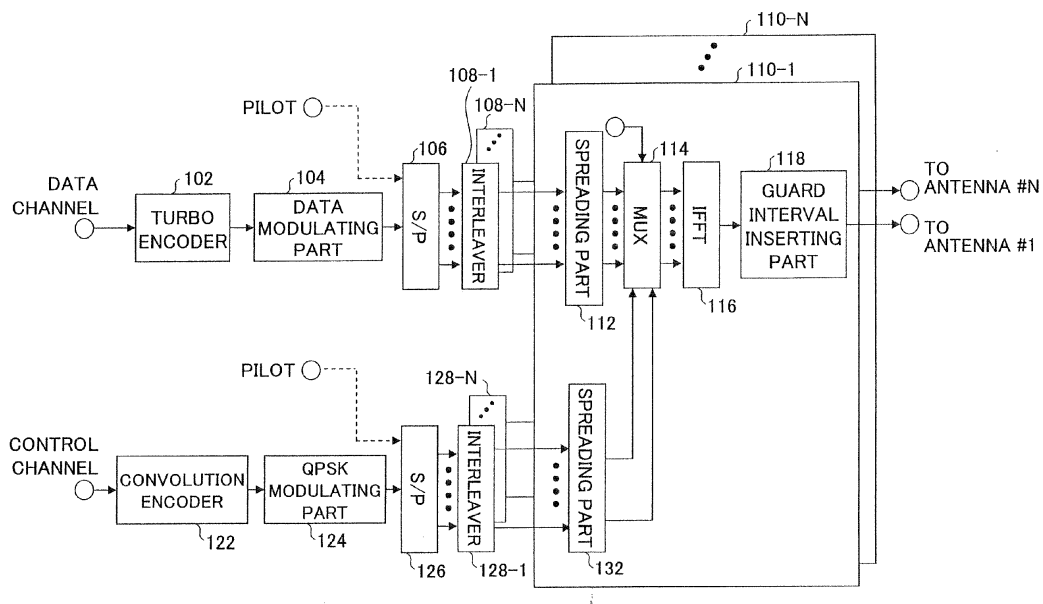 110-N
110-1
108-1
108-N
PILOT
106
114
118
102
104
DATA
CHANNEL
TURBO
ENCODER
DATA
MODULATING
PART
S/P
INTERLEAVER
SPREADING PART
MUX
IFFT
GUARD
INTERVAL
INSERTING
PART
TO
ANTENNA #N
TO
ANTENNA #1
112
116
PILOT
128-N
CONTROL
CHANNEL
CONVOLUTION
ENCODER
QPSK
MODULATING
PART
S/P
INTERLEAVER
SPREADING PART
122
124
126
128-1
132